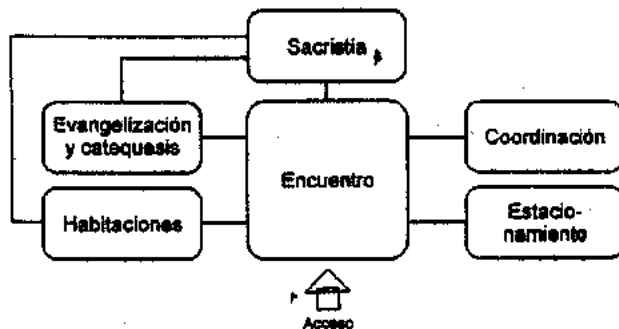 Sacristía
Evangelización
y catequesis
Encuentro
Coordinación
Habitaciones
Estacio-
namiento
Acceso